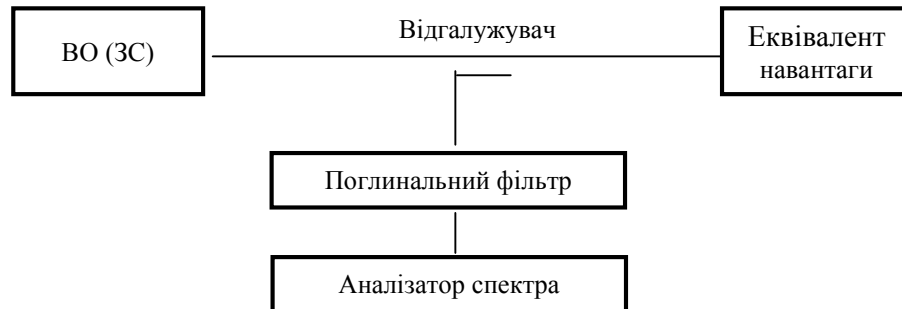 ВО (ЗС)
Відгалужувач
Еквівалент
навантаги
Поглинальний фільтр
Аналізатор спектра